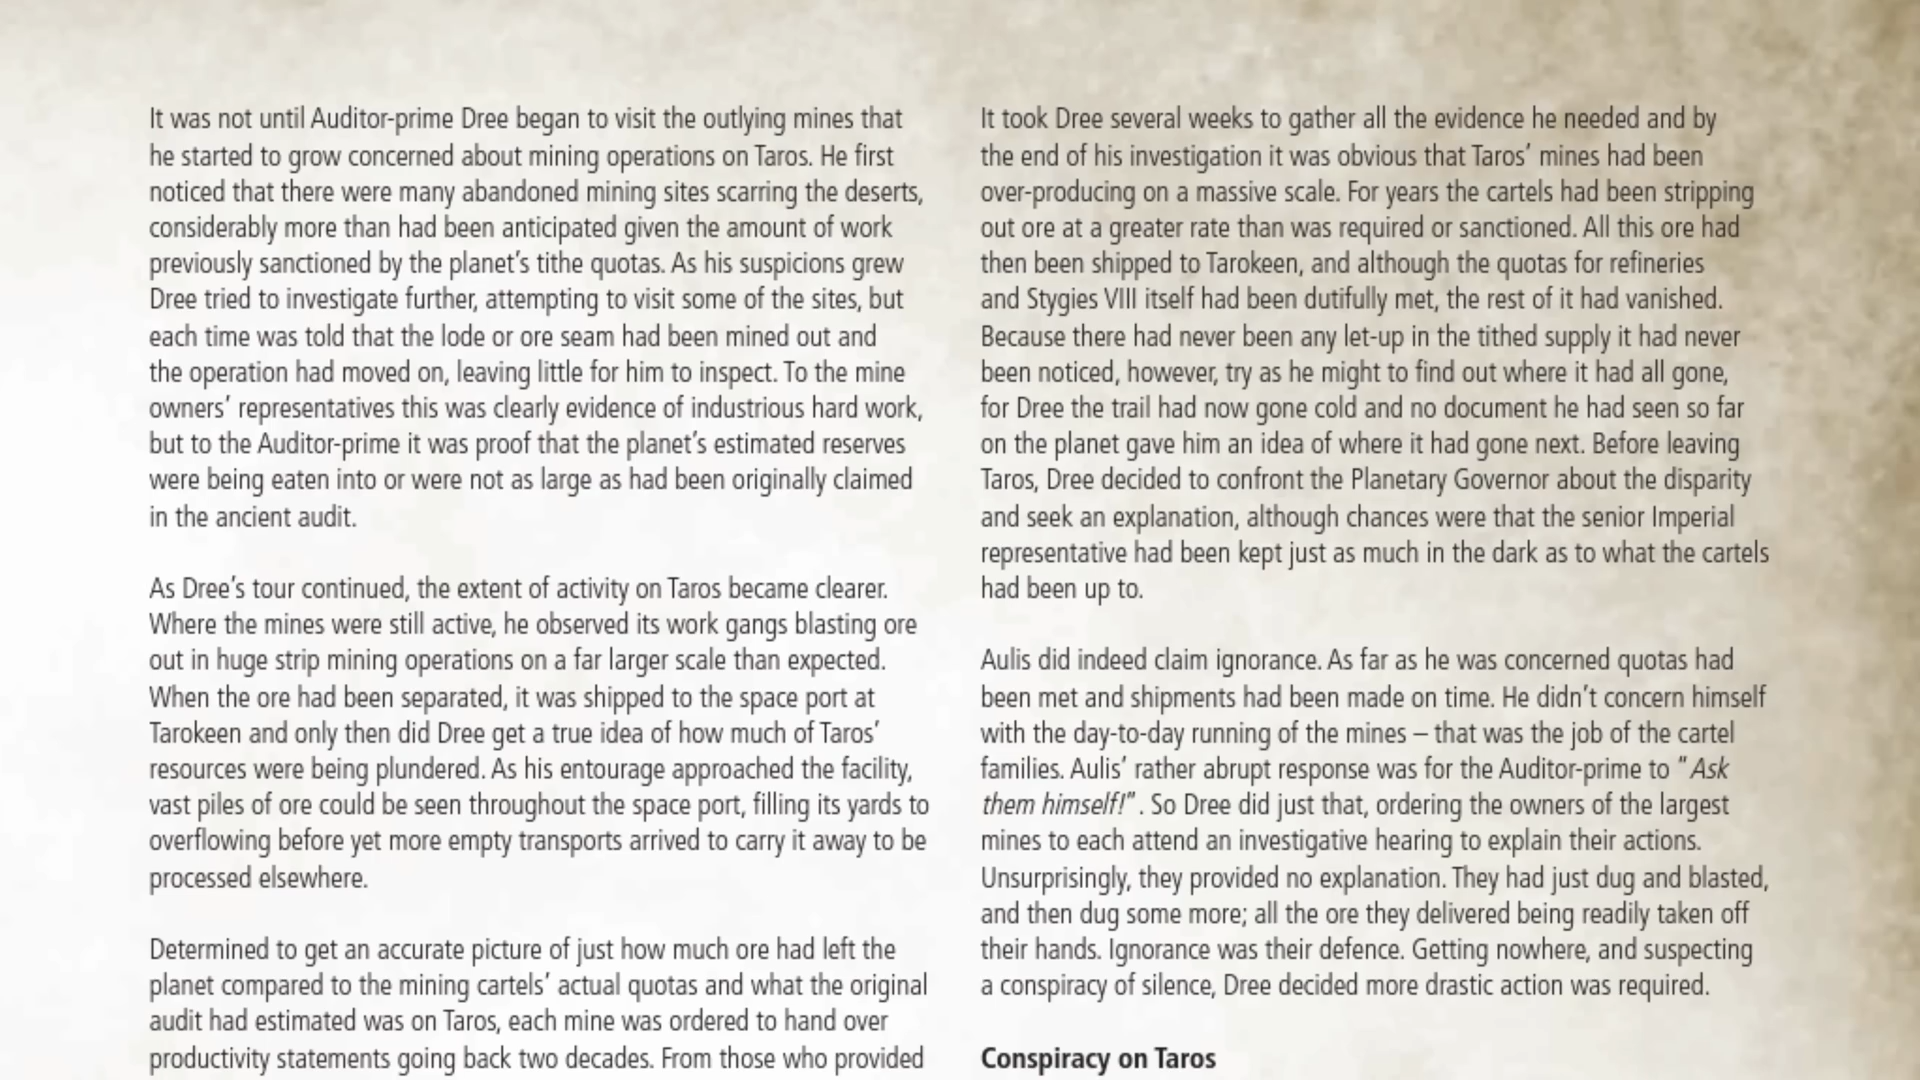 It was not until Auditor-prime Dree began to visit the outlying mines that
he started to grow concerned about mining operations on Taros. He first
noticed that there were many abandoned mining sites scarring the deserts,
considerably more than had been anticipated given the amount of work
previously sanctioned by the planet’s tithe quotas. As his suspicions grew
Dree tried to investigate further, attempting to visit some of the sites, but
each time was told that the lode or ore seam had been mined out and
the operation had moved on, leaving little for him to inspect. To the mine
owners’ representatives this was clearly evidence of industrious hard work,
but to the Auditor-prime it was proof that the planet’s estimated reserves
were being eaten into or were not as large as had been originally claimed
in the ancient audit.
As Dree’s tour continued, the extent of activity on Taros became clearer.
Where the mines were still active, he observed its work gangs blasting ore
out in huge strip mining operations on a far larger scale than expected.
When the ore had been separated, it was shipped to the space port at
Tarokeen and only then did Dree get a true idea of how much of Taros’
resources were being plundered. As his entourage approached the facility,
vast piles of ore could be seen throughout the space port, filling its yards to
overflowing before yet more empty transports arrived to carry it away to be
processed elsewhere.
Determined to get an accurate picture of just how much ore had left the
planet compared to the mining cartels’ actual quotas and what the original
audit had estimated was on Taros, each mine was ordered to hand over
productivity statements going back two decades. From those who provided
It took Dree several weeks to gather all the evidence he needed and by
the end of his investigation it was obvious that Taros’ mines had been
over-producing on a massive scale. For years the cartels had been stripping
out ore at a greater rate than was required or sanctioned. All this ore had
then been shipped to Tarokeen, and although the quotas for refineries
and Stygies VIII itself had been dutifully met, the rest of it had vanished.
Because there had never been any let-up in the tithed supply it had never
been noticed, however, try as he might to find out where it had all gone,
for Dree the trail had now gone cold and no document he had seen so far
on the planet gave him an idea of where it had gone next. Before leaving
Taros, Dree decided to confront the Planetary Governor about the disparity
and seek an explanation, although chances were that the senior Imperial
representative had been kept just as much in the dark as to what the cartels
had been up to.
Aulis did indeed claim ignorance. As far as he was concerned quotas had
been met and shipments had been made on time. He didn’t concern himself
with the day-to-day running of the mines – that was the job of the cartel
families. Aulis’ rather abrupt response was for the Auditor-prime to "Ask
them himself!". So Dree did just that, ordering the owners of the largest
mines to each attend an investigative hearing to explain their actions.
Unsurprisingly, they provided no explanation. They had just dug and blasted,
and then dug some more; all the ore they delivered being readily taken off
their hands. Ignorance was their defence. Getting nowhere, and suspecting
a conspiracy of silence, Dree decided more drastic action was required.
Conspiracy on Taros